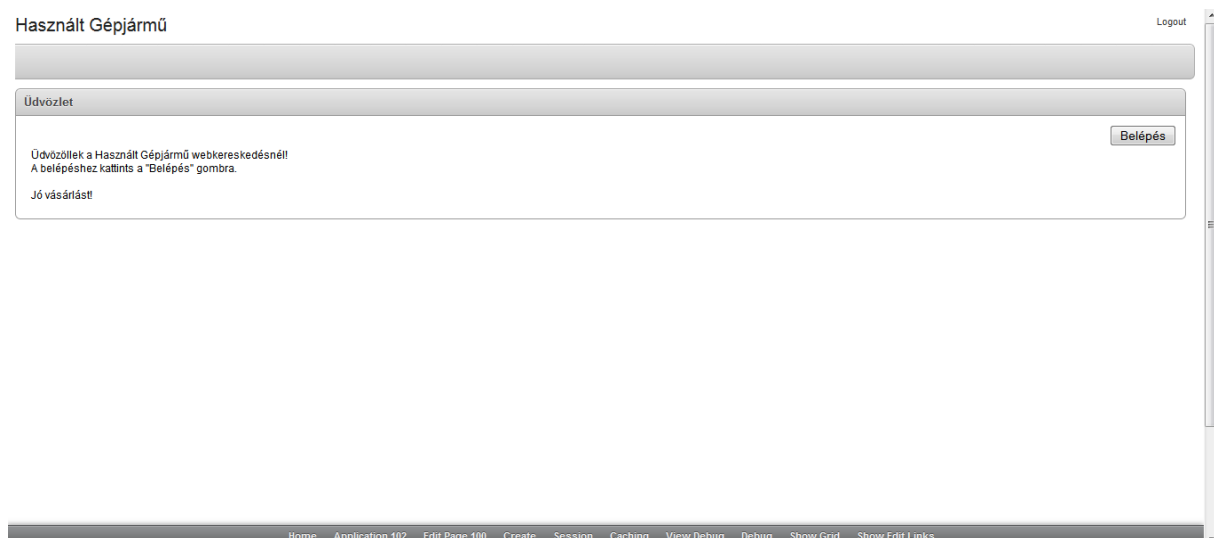 Használt Gépjármű
Logout
Üdvözlet
Belépés
Üdvözöllek a Használt Gépjármű webkereskedésnél!
A belépéshez kattints a "Belépés" gombra.
Jó vásárlást!
Home Application 102 Edit Page 100 Create Session Caching View Debug Debug Show Grid Show Edit Links